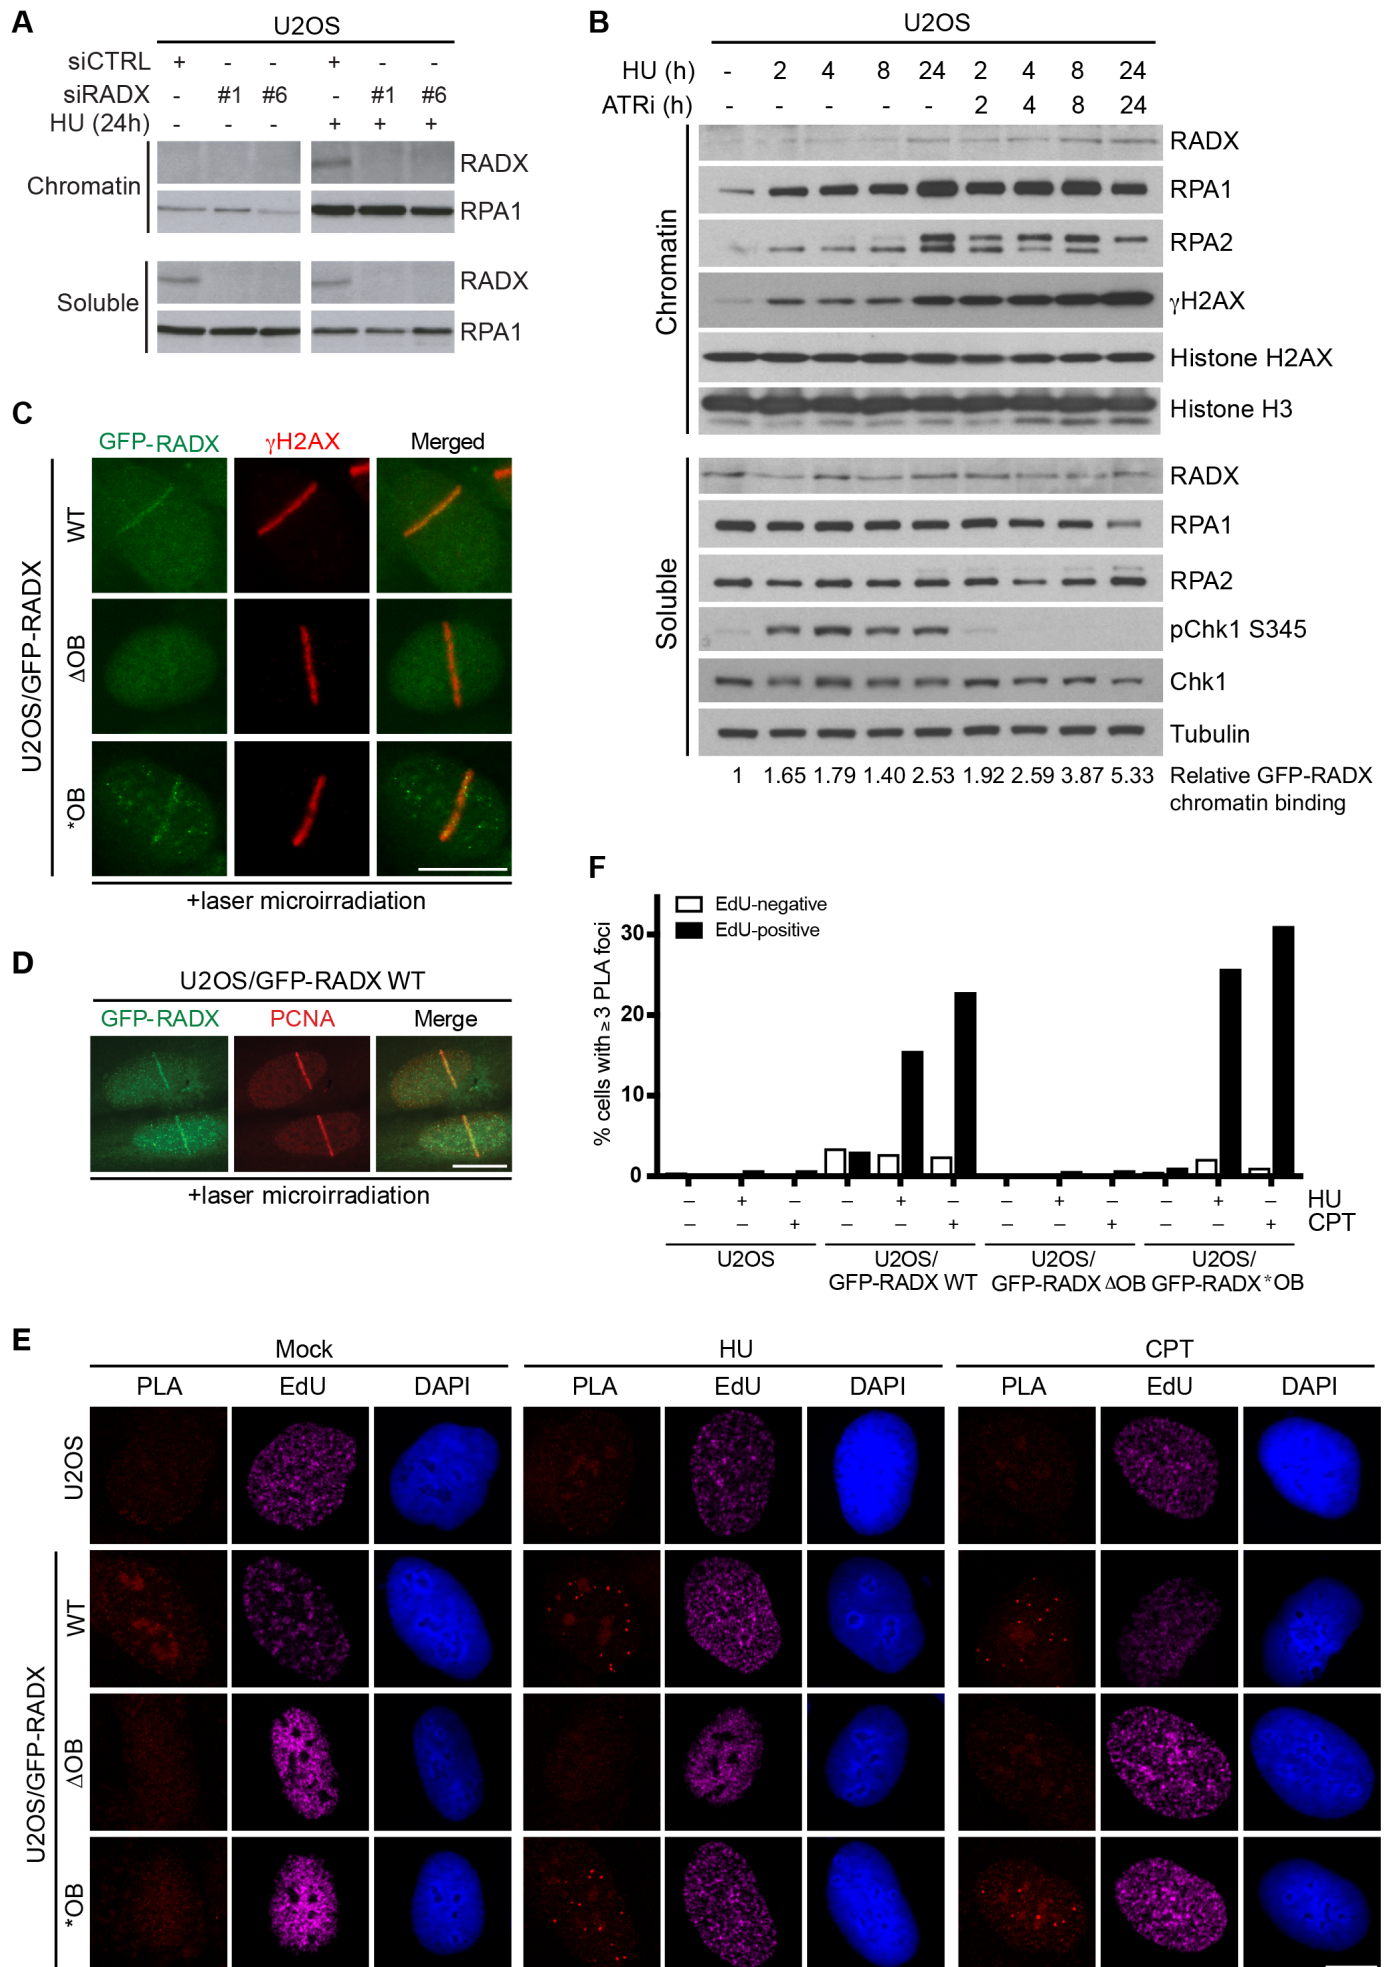 A
U2OS
siCTRL + - - + - -
siRADX - #1 #6 - #1 #6
HU (24h) - - - + + +
Chromatin
RADX
RPA1
Soluble
RADX
RPA1
B
U2OS
HU (h) - 2 4 8 24 2 4 8 24
ATRi (h) - - - - - 2 4 8 24
Chromatin
RADX
RPA1
RPA2
γH2AX
Histone H2AX
Histone H3
Soluble
RADX
RPA1
RPA2
pChk1 S345
Chk1
Tubulin
1 1.65 1.79 1.40 2.53 1.92 2.59 3.87 5.33 Relative GFP-RADX
chromatin binding
C
GFP-RADX γH2AX Merged
U2OS/GFP-RADX
WT
ΔOB
*OB
+laser microirradiation
D
U2OS/GFP-RADX WT
GFP-RADX PCNA Merge
+laser microirradiation
F
EdU-negative
EdU-positive
% cells with ≥ 3 PLA foci
30
20
10
0
– + – – + – – + – – + – HU
– – + – – + – – + – – + CPT
U2OS U2OS/ U2OS/ U2OS/
GFP-RADX WT GFP-RADX ΔOB GFP-RADX *OB
E
Mock HU CPT
PLA EdU DAPI PLA EdU DAPI PLA EdU DAPI
U2OS
U2OS/GFP-RADX
WT
ΔOB
*OB